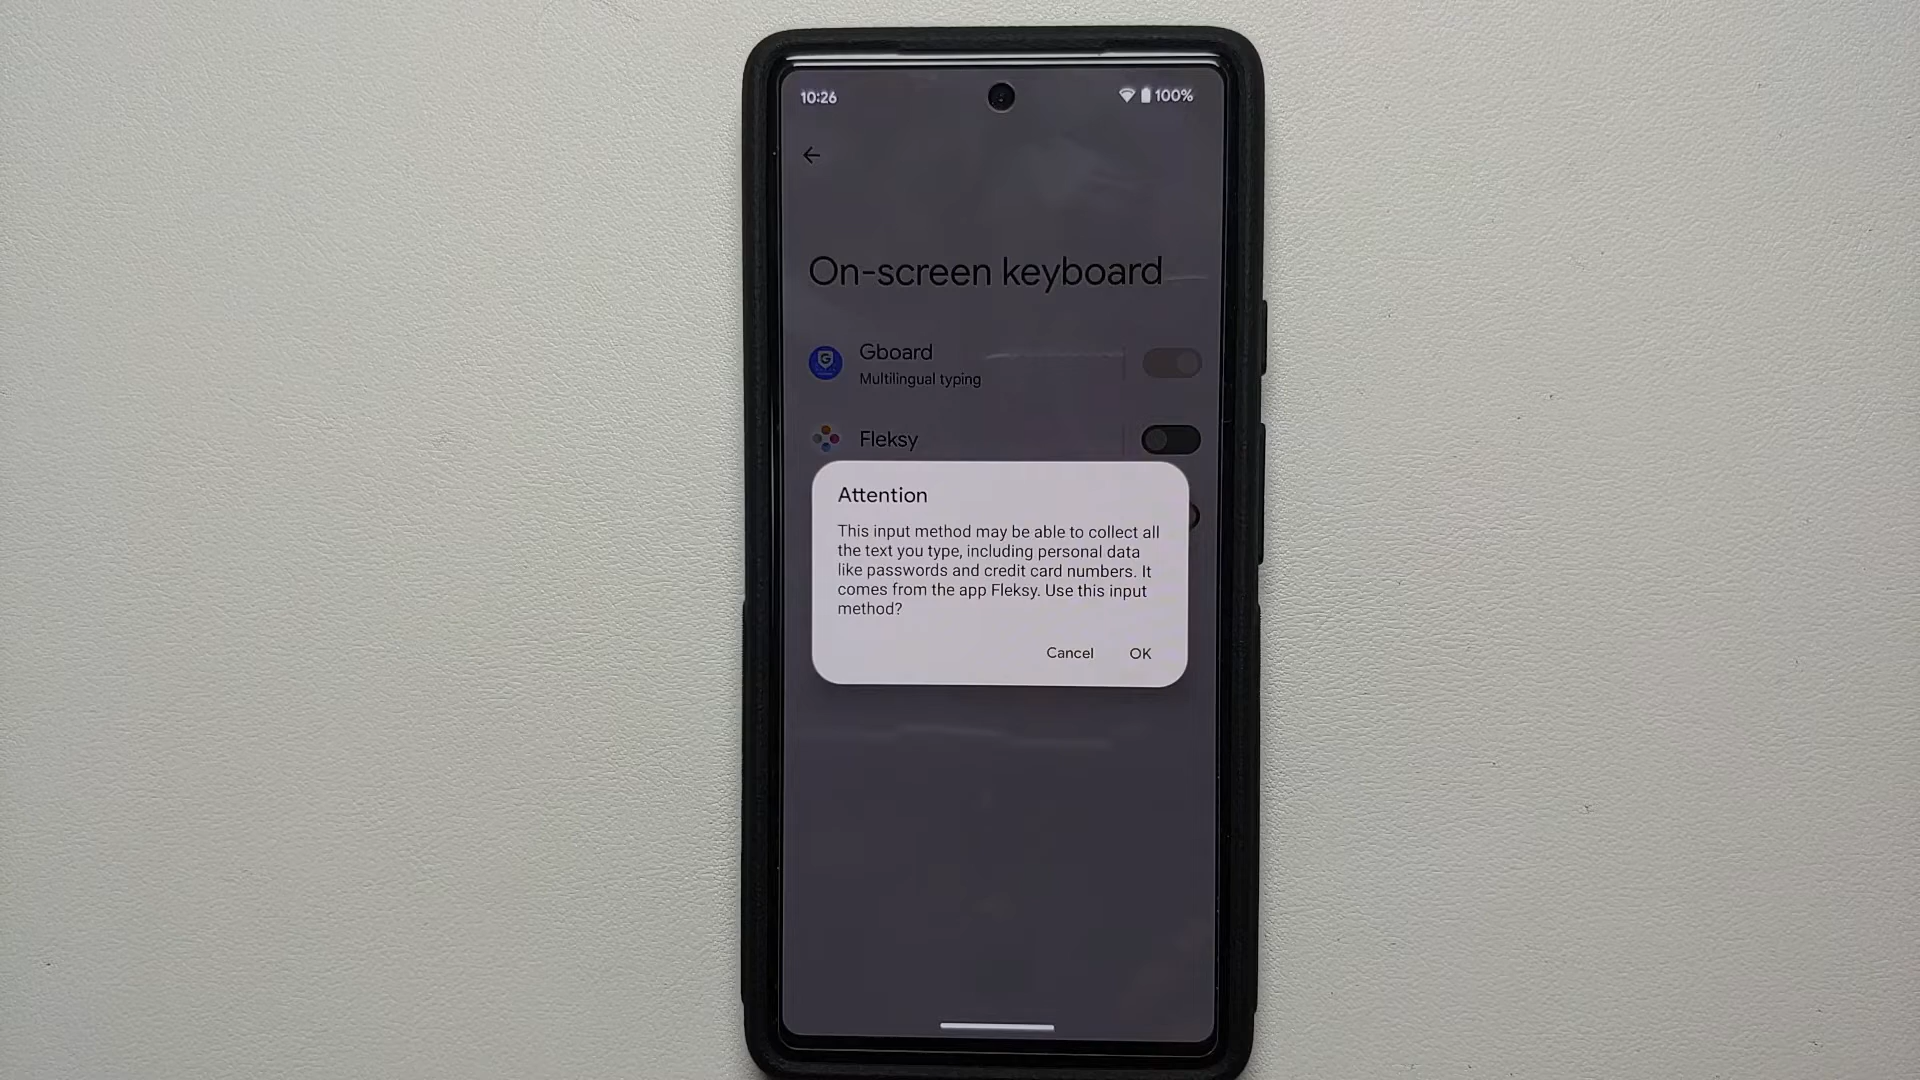 10:26
100%
On-screen keyboard
Gboard
Multilingual typing
Fleksy
Attention
This input method may be able to collect all
the text you type, including personal data
like passwords and credit card numbers. It
comes from the app Fleksy. Use this input
method?
Cancel OK